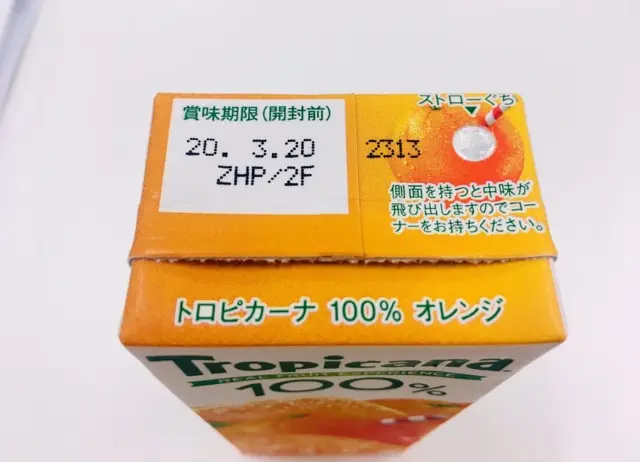 賞味期限(開封前)
20. 3.20 2313
ZHP/2F
ストローぐち
側面を持つと中味が
飛び出しますのでコー
ナーをお持ちください。
トロピカーナ 100% オレンジ
Tropicana
REAL FRUIT EXPERIENCE
100%